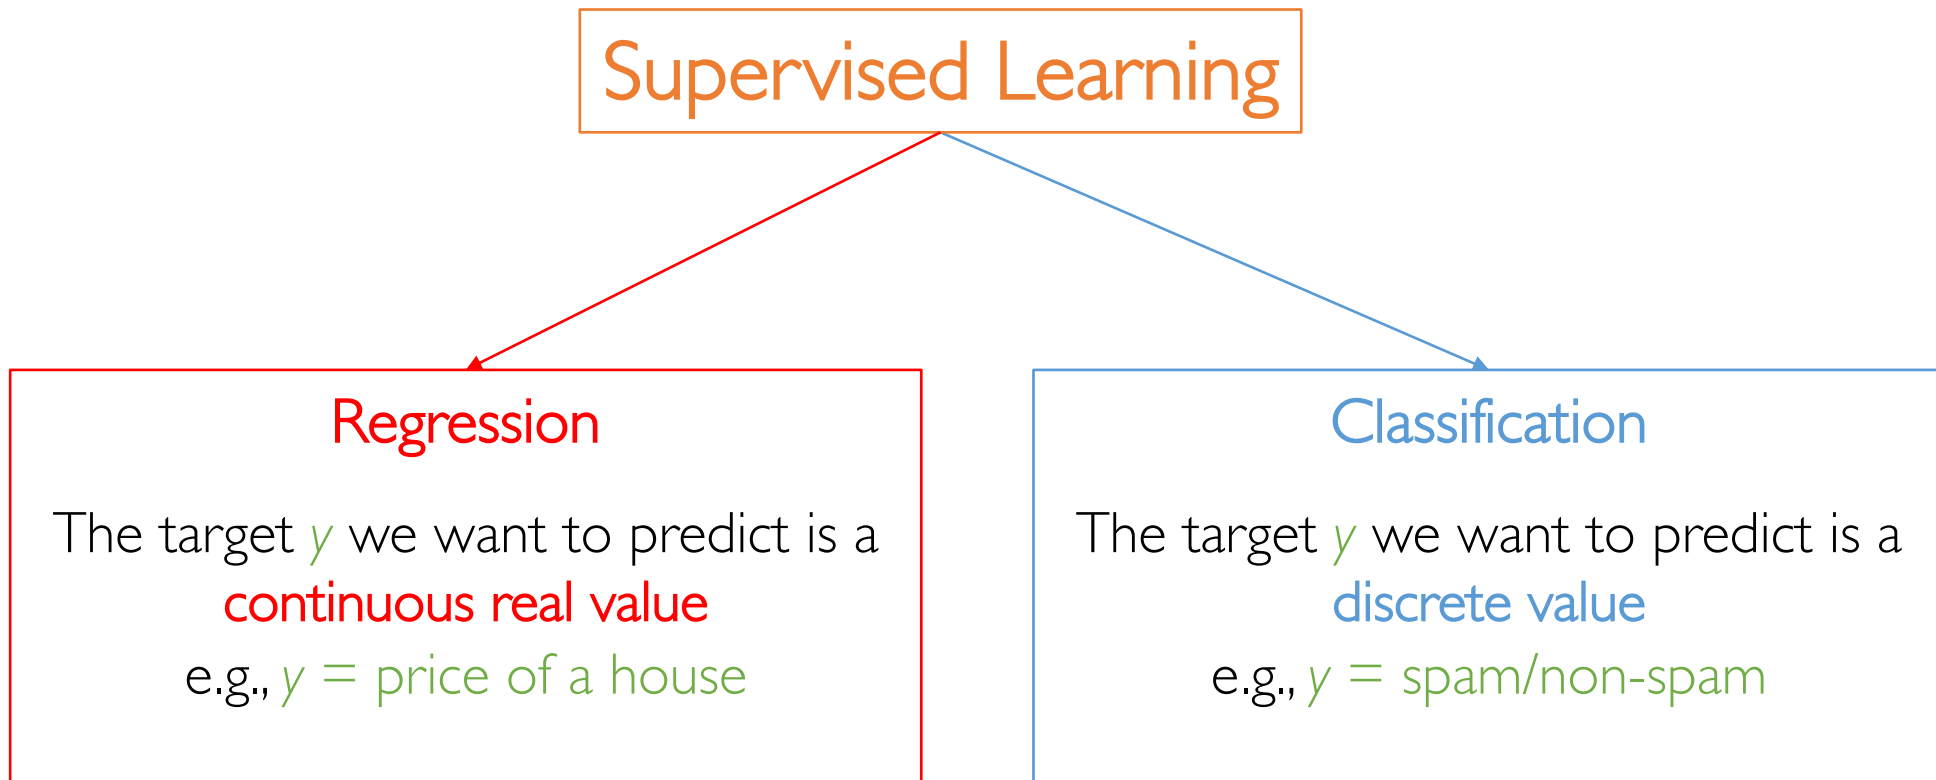 Supervised Learning
Regression
The target y we want to predict is a
continuous real value
e.g., y = price of a house
Classification
The target y we want to predict is a
discrete value
e.g., y = spam/non-spam